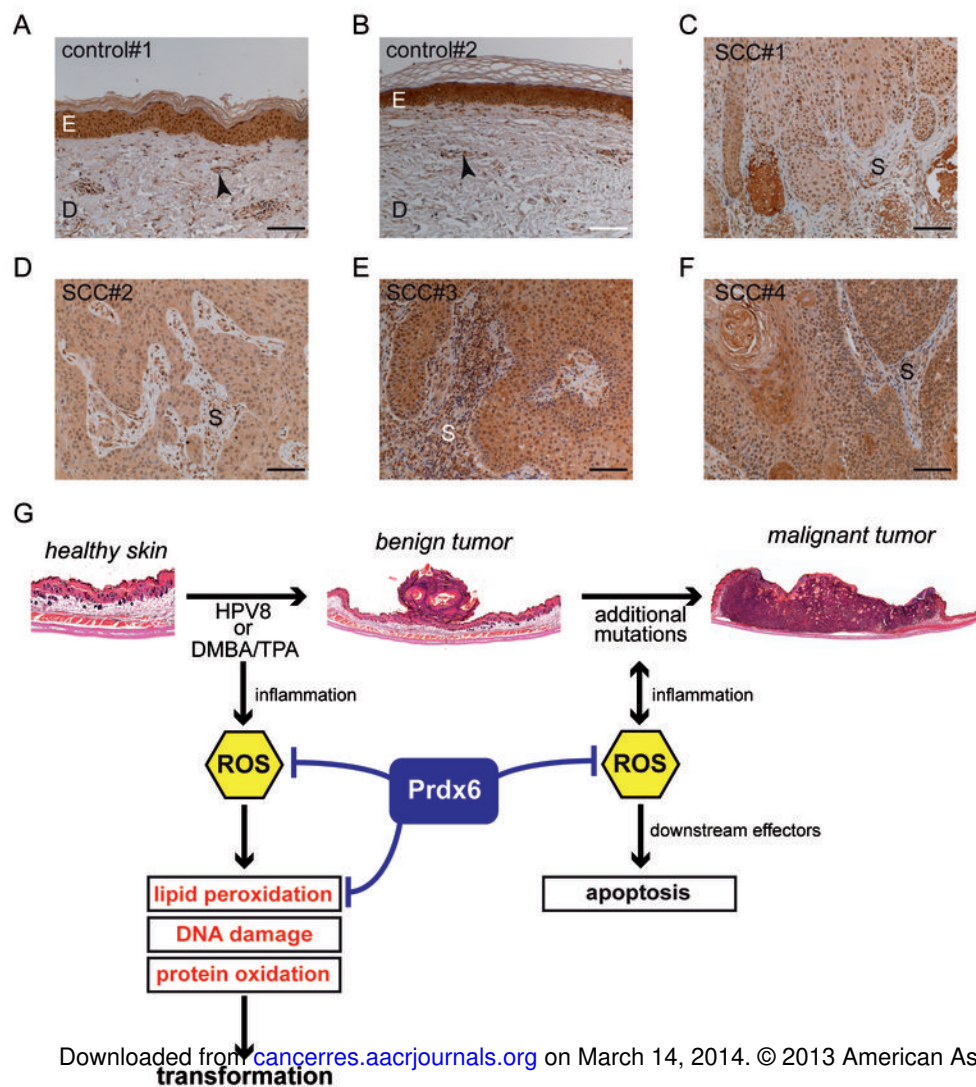 A
control#1
E
D
B
control#2
E
D
C
SCC#1
S
D
SCC#2
S
E
SCC#3
S
F
SCC#4
S
G
healthy skin
benign tumor
malignant tumor
HPV8
or
DMBA/TPA
additional
mutations
inflammation
inflammation
ROS
Prdx6
ROS
downstream effectors
lipid peroxidation
apoptosis
DNA damage
protein oxidation
Downloaded from cancerres.aacrjournals.org on March 14, 2014. © 2013 American As
transformation